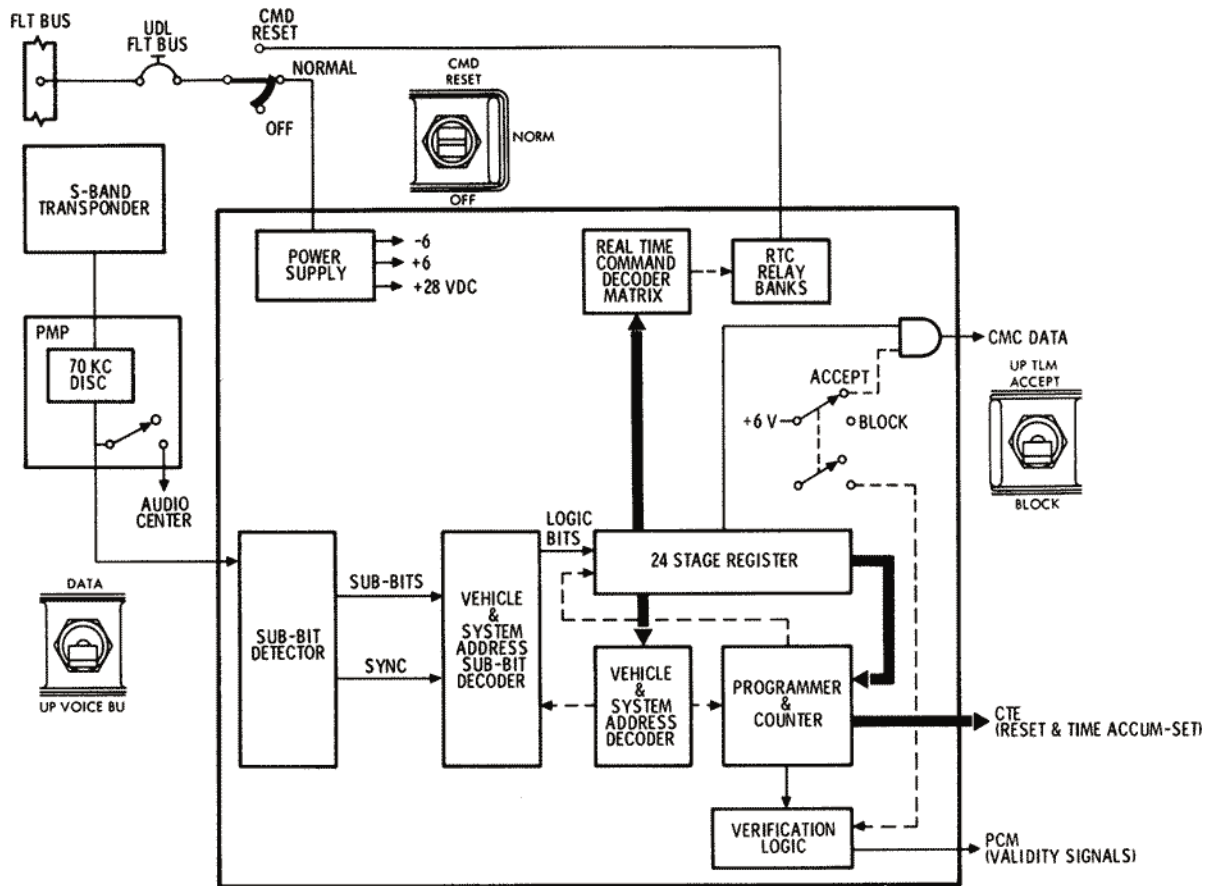 FLT BUS
UDL
FLT BUS
CMD
RESET
NORMAL
OFF
CMD
RESET
NORM
OFF
S-BAND
TRANSPONDER
POWER
SUPPLY
-6
+6
+28 VDC
REAL TIME
COMMAND
DECODER
MATRIX
RTC
RELAY
BANKS
PMP
70 KC
DISC
AUDIO
CENTER
CMC DATA
ACCEPT
+6 V
BLOCK
UP TLM
ACCEPT
BLOCK
DATA
UP VOICE BU
SUB-BIT
DETECTOR
SUB-BITS
SYNC
VEHICLE
&
SYSTEM
ADDRESS
SUB-BIT
DECODER
LOGIC
BITS
24 STAGE REGISTER
VEHICLE
&
SYSTEM
ADDRESS
DECODER
PROGRAMMER
&
COUNTER
CTE
(RESET & TIME ACCUM-SET)
VERIFICATION
LOGIC
PCM
(VALIDITY SIGNALS)